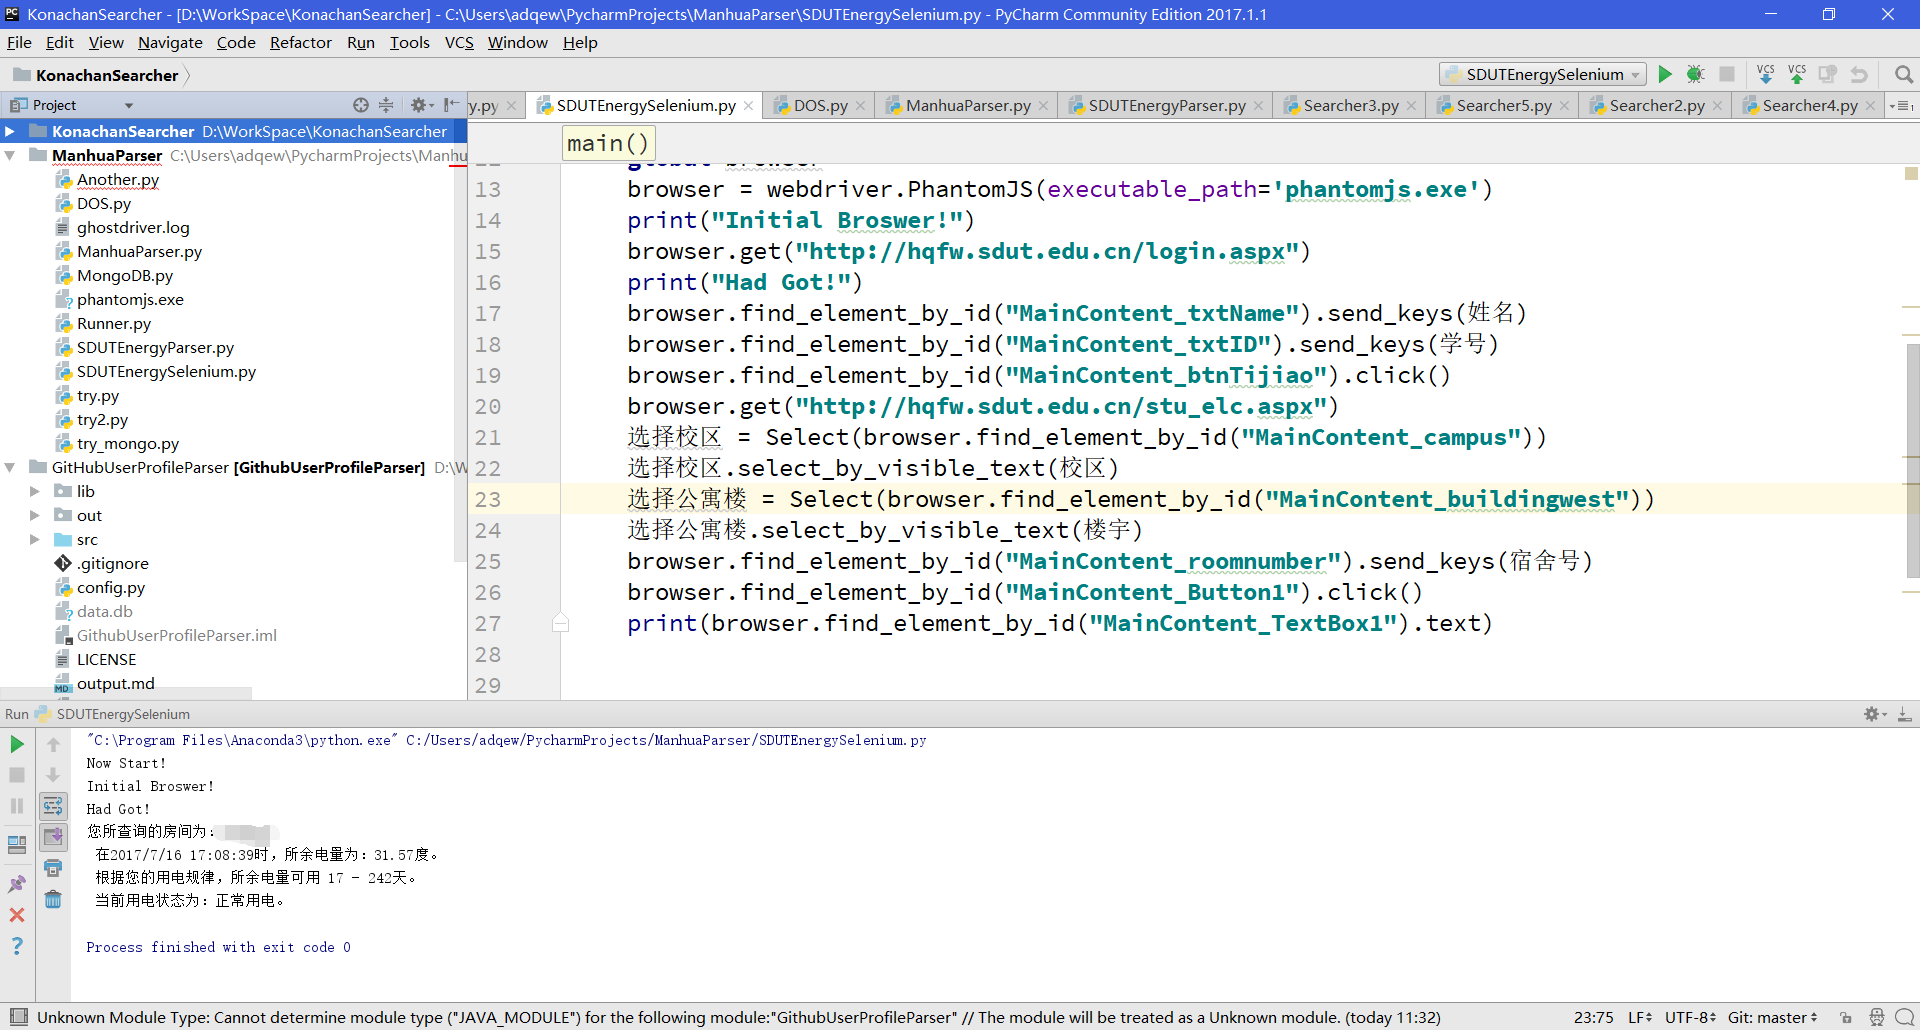 KonachanSearcher - [D:\WorkSpace\KonachanSearcher] - C:\Users\adqew\PycharmProjects\ManhuaParser\SDUTEnergySelenium.py - PyCharm Community Edition 2017.1.1
File Edit View Navigate Code Refactor Run Tools VCS Window Help
KonachanSearcher
SDUTEnergySelenium
VCS VCS
Project
y.py SDUTEnergySelenium.py DOS.py ManhuaParser.py SDUTEnergyParser.py Searcher3.py Searcher5.py Searcher2.py Searcher4.py
KonachanSearcher D:\WorkSpace\KonachanSearcher
ManhuaParser C:\Users\adqew\PycharmProjects\Manhu
Another.py
DOS.py
ghostdriver.log
ManhuaParser.py
MongoDB.py
phantomjs.exe
Runner.py
SDUTEnergyParser.py
SDUTEnergySelenium.py
try.py
try2.py
try_mongo.py
GitHubUserProfileParser [GithubUserProfileParser] D:\W
lib
out
src
.gitignore
config.py
data.db
GithubUserProfileParser.iml
LICENSE
output.md
main()
12 global browser
13 browser = webdriver.PhantomJS(executable_path='phantomjs.exe')
14 print("Initial Broswer!")
15 browser.get("http://hqfw.sdut.edu.cn/login.aspx")
16 print("Had Got!")
17 browser.find_element_by_id("MainContent_txtName").send_keys(姓名)
18 browser.find_element_by_id("MainContent_txtID").send_keys(学号)
19 browser.find_element_by_id("MainContent_btnTijiao").click()
20 browser.get("http://hqfw.sdut.edu.cn/stu_elc.aspx")
21 选择校区 = Select(browser.find_element_by_id("MainContent_campus"))
22 选择校区.select_by_visible_text(校区)
23 选择公寓楼 = Select(browser.find_element_by_id("MainContent_buildingwest"))
24 选择公寓楼.select_by_visible_text(楼宇)
25 browser.find_element_by_id("MainContent_roomnumber").send_keys(宿舍号)
26 browser.find_element_by_id("MainContent_Button1").click()
27 print(browser.find_element_by_id("MainContent_TextBox1").text)
28
29
Run SDUTEnergySelenium
"C:\Program Files\Anaconda3\python.exe" C:/Users/adqew/PycharmProjects/ManhuaParser/SDUTEnergySelenium.py
Now Start!
Initial Broswer!
Had Got!
您所查询的房间为:
在2017/7/16 17:08:39时，所余电量为：31.57度。
根据您的用电规律，所余电量可用 17 - 242天。
当前用电状态为：正常用电。
Process finished with exit code 0
Unknown Module Type: Cannot determine module type ("JAVA_MODULE") for the following module:"GithubUserProfileParser" // The module will be treated as a Unknown module. (today 11:32)
23:75 LF UTF-8 Git: master